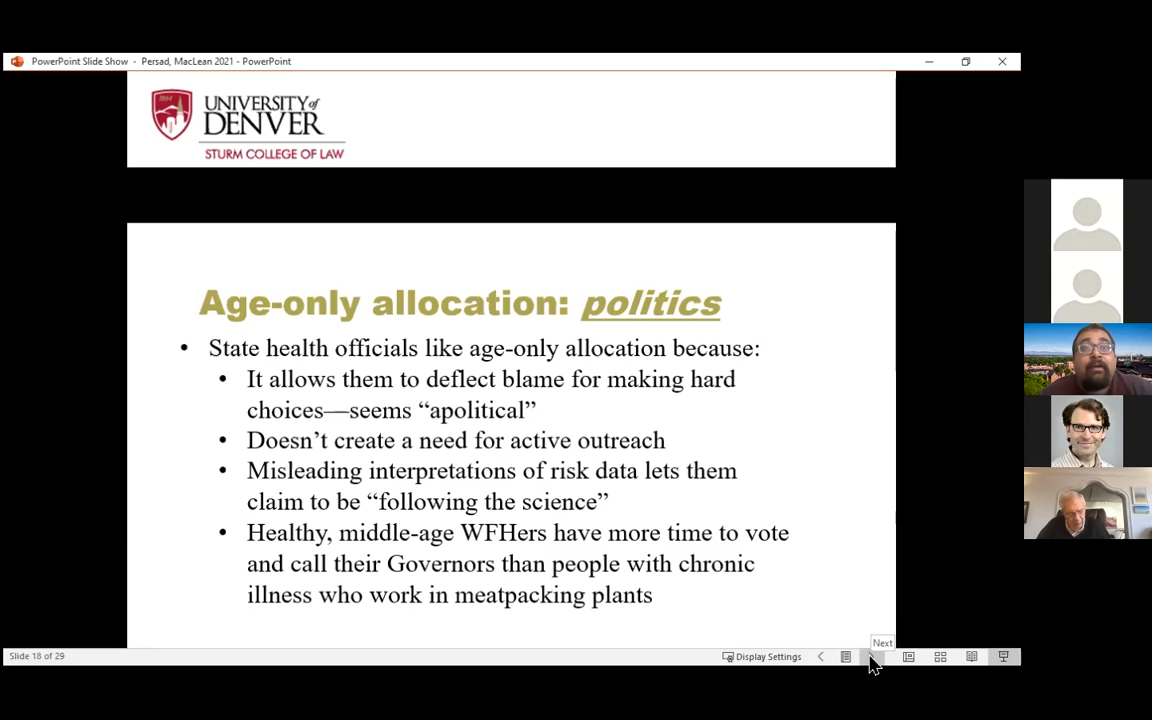 PowerPoint Slide Show - Persad, MacLean 2021 - PowerPoint
UNIVERSITY of
DENVER
STURM COLLEGE OF LAW
Age-only allocation: politics
• State health officials like age-only allocation because:
• It allows them to deflect blame for making hard
choices—seems “apolitical”
• Doesn’t create a need for active outreach
• Misleading interpretations of risk data lets them
claim to be “following the science”
• Healthy, middle-age WFHers have more time to vote
and call their Governors than people with chronic
illness who work in meatpacking plants
Next
Slide 18 of 29
Display Settings